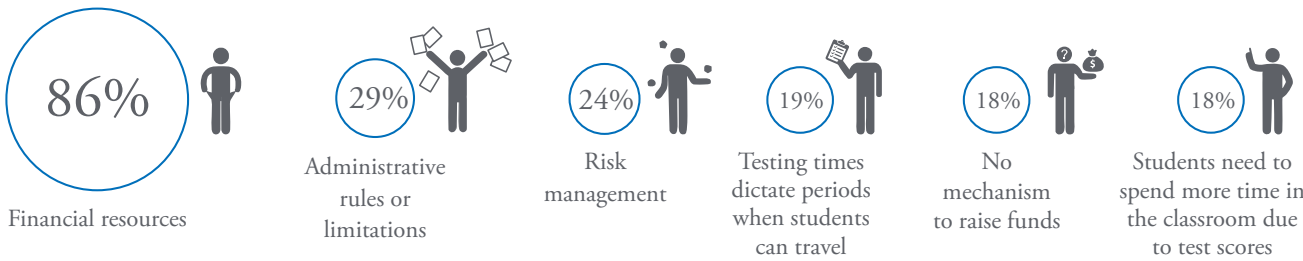 86%
Financial resources
29%
Administrative
rules or
limitations
24%
Risk
management
19%
Testing times
dictate periods
when students
can travel
?
$
18%
No
mechanism
to raise funds
18%
Students need to
spend more time in
the classroom due
to test scores